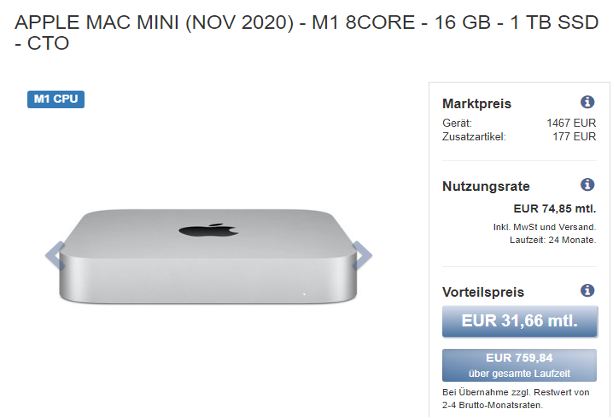 APPLE MAC MINI (NOV 2020) - M1 8CORE - 16 GB - 1 TB SSD
- CTO
M1 CPU
Marktpreis
Gerät: 1467 EUR
Zusatzartikel: 177 EUR
Nutzungsrate
EUR 74,85 mtl.
Inkl. MwSt und Versand.
Laufzeit: 24 Monate.
Vorteilspreis
EUR 31,66 mtl.
EUR 759,84
über gesamte Laufzeit
Bei Übernahme zzgl. Restwert von
2-4 Brutto-Monatsraten.